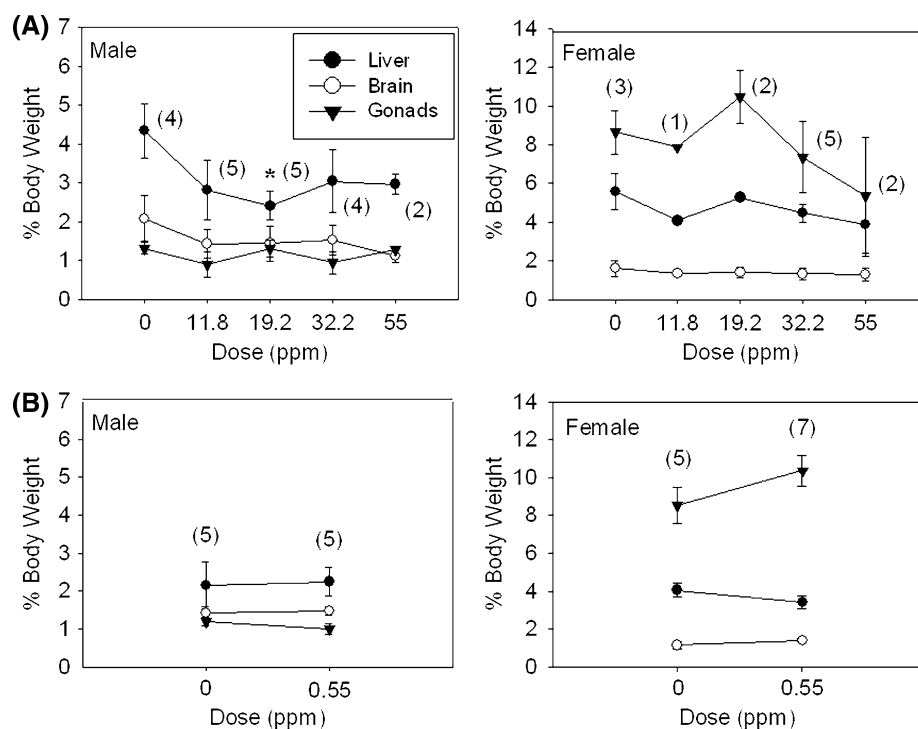 (A)
Male
Liver
Brain
Gonads
% Body Weight
7
6
5
4
3
2
1
0
(4)
(5)
* (5)
(4)
(2)
0 11.8 19.2 32.2 55
Dose (ppm)
Female
% Body Weight
14
12
10
8
6
4
2
0
(3)
(1)
(2)
(5)
(2)
0 11.8 19.2 32.2 55
Dose (ppm)
(B)
Male
% Body Weight
7
6
5
4
3
2
1
0
(5) (5)
0 0.55
Dose (ppm)
Female
% Body Weight
14
12
10
8
6
4
2
0
(5)
(7)
0 0.55
Dose (ppm)